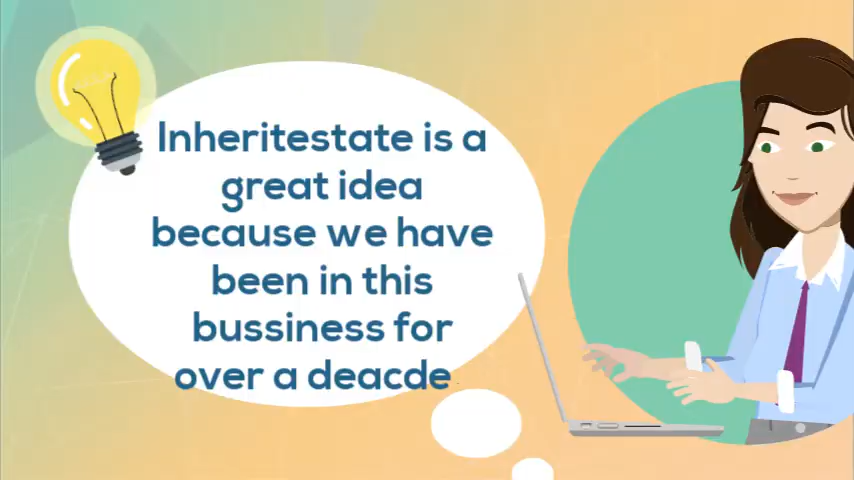 Inheritestate is a
great idea
because we have
been in this
bussiness for
over a deacde